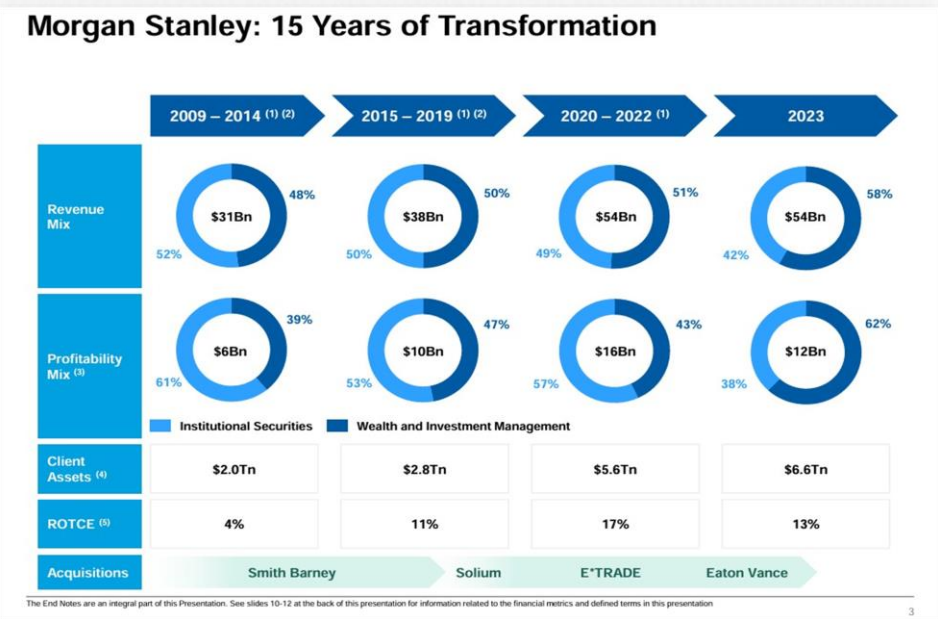 Morgan Stanley: 15 Years of Transformation
2009 – 2014 (1) (2)
2015 – 2019 (1) (2)
2020 – 2022 (1)
2023
Revenue
Mix
$31Bn
48%
52%
$38Bn
50%
50%
$54Bn
51%
49%
$54Bn
58%
42%
Profitability
Mix (3)
$6Bn
39%
61%
$10Bn
47%
53%
$16Bn
43%
57%
$12Bn
62%
38%
Institutional Securities
Wealth and Investment Management
Client
Assets (4)
$2.0Tn
$2.8Tn
$5.6Tn
$6.6Tn
ROTCE (5)
4%
11%
17%
13%
Acquisitions
Smith Barney
Solium
E*TRADE
Eaton Vance
The End Notes are an integral part of this Presentation. See slides 10-12 at the back of this presentation for information related to the financial metrics and defined terms in this presentation
3